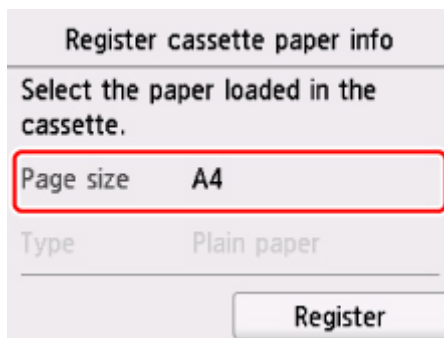 Register cassette paper info
Select the paper loaded in the
cassette.
Page size A4
Type Plain paper
Register